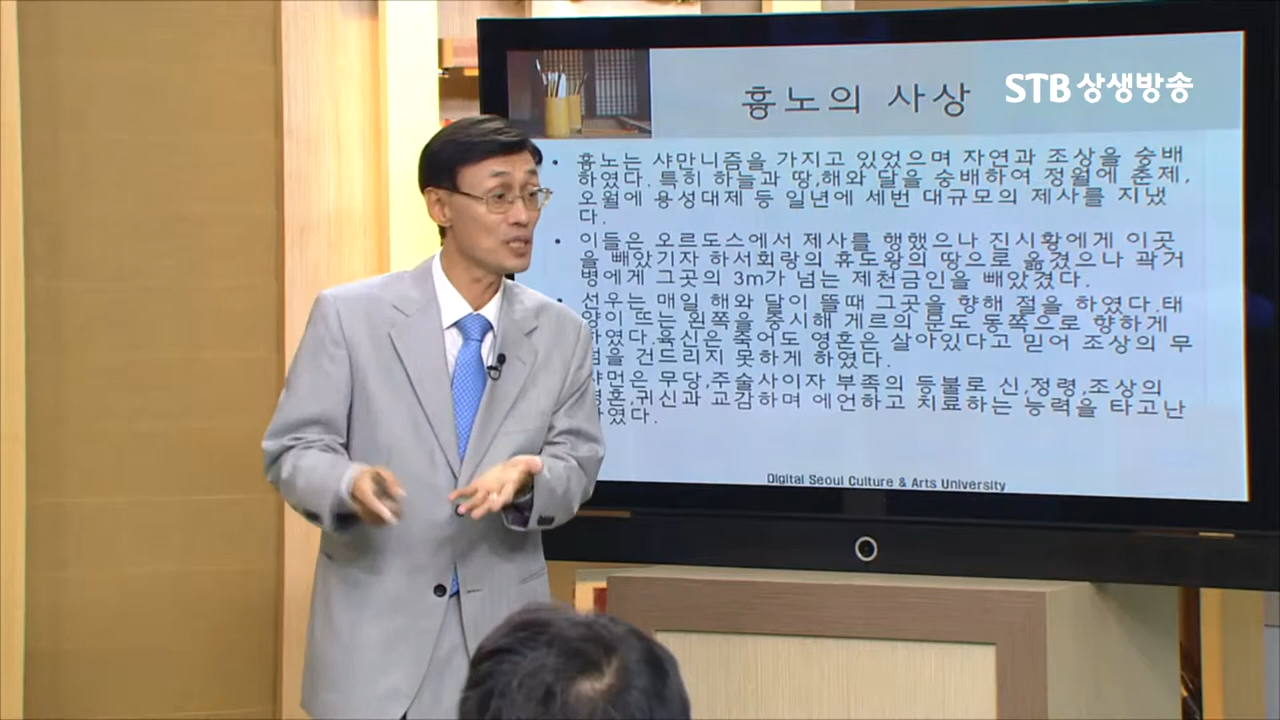 STB 상생방송
흉노의 사상
• 흉노는 샤만니즘을 가지고 있었으며 자연과 조상을 숭배
하였다.특히 하늘과 땅,해와 달을 숭배하여 정월에 춘제,
오월에 용성대제 등 일년에 세번 대규모의 제사를 지냈
다.
• 이들은 오르도스에서 제사를 행했으나 진시황에게 이곳
을 빼았기자 하서회랑의 휴도왕의 땅으로 옮겼으나 곽거
병에게 그곳의 3m가 넘는 제천금인을 빼았겼다.
• 선우는 매일 해와 달이 뜰때 그곳을 향해 절을 하였다.태
양이 뜨는 왼쪽을 중시해 게르의 문도 동쪽으로 향하게
하였다.육신은 죽어도 영혼은 살아있다고 믿어 조상의 무
덤을 건드리지 못하게 하였다.
샤먼은 무당,주술사이자 부족의 등불로 신,정령,조상의
영혼,귀신과 교감하며 예언하고 치료하는 능력을 타고난
하였다.
Digital Seoul Culture & Arts University